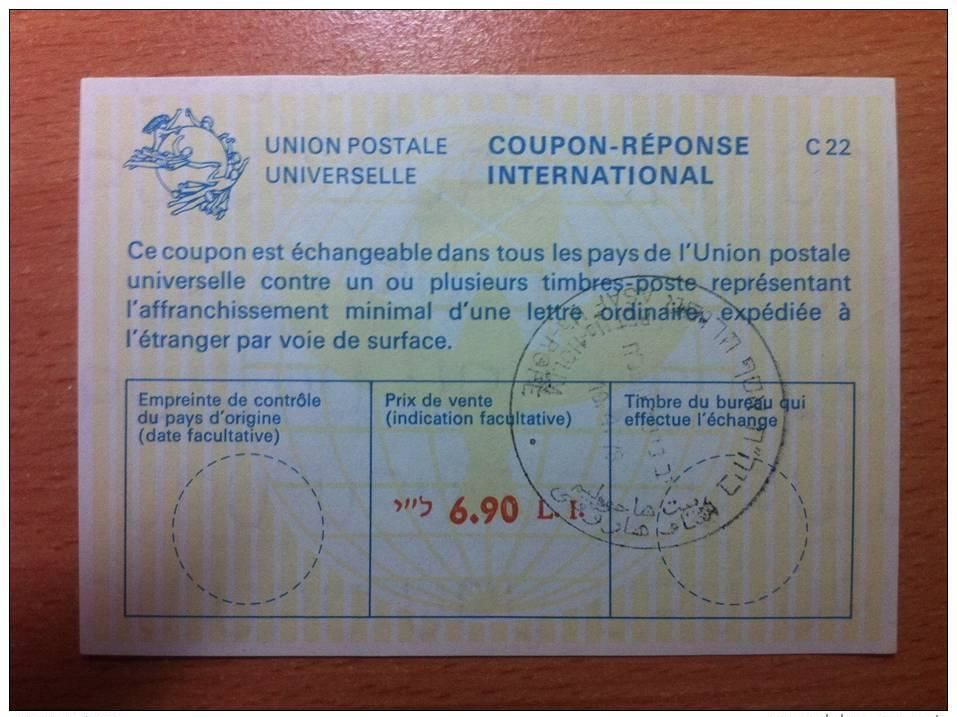 UNION POSTALE
UNIVERSELLE
COUPON-RÉPONSE
INTERNATIONAL
C 22
Ce coupon est échangeable dans tous les pays de l'Union postale
universelle contre un ou plusieurs timbres-poste représentant
l'affranchissement minimal d'une lettre ordinaire, expédiée à
l'étranger par voie de surface.
Empreinte de contrôle
du pays d'origine
(date facultative)
Prix de vente
(indication facultative)
Timbre du bureau qui
effectue l'échange
ל״י 6.90 L. I.